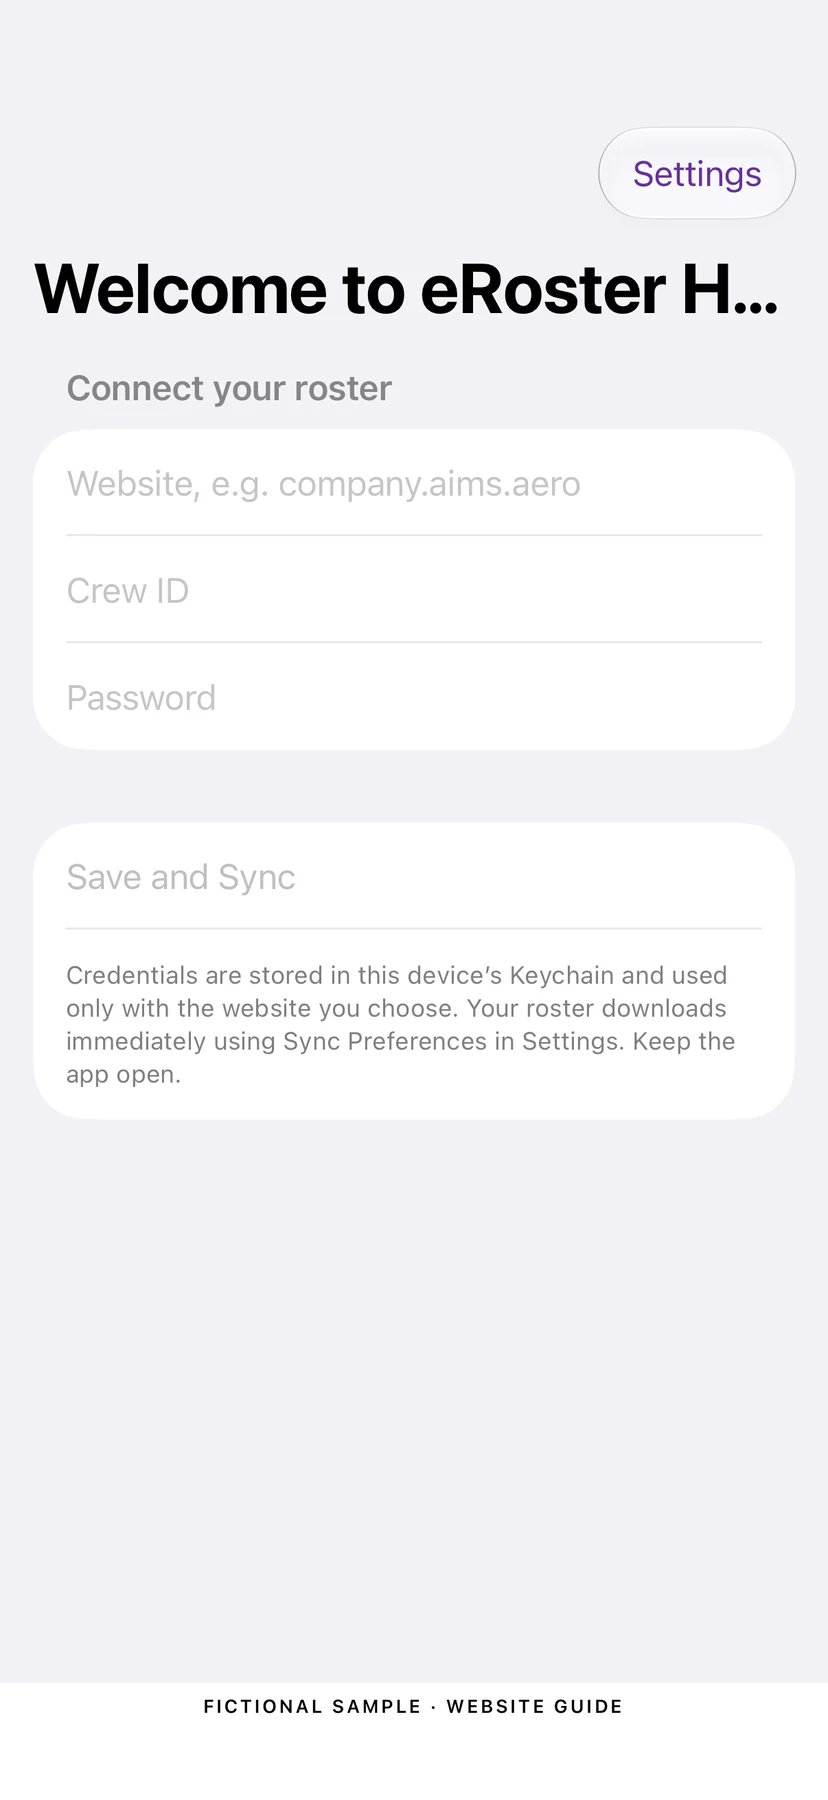 Settings
Welcome to eRoster H...
Connect your roster
Website, e.g. company.aims.aero
Crew ID
Password
Save and Sync
Credentials are stored in this device’s Keychain and used
only with the website you choose. Your roster downloads
immediately using Sync Preferences in Settings. Keep the
app open.
FICTIONAL SAMPLE · WEBSITE GUIDE